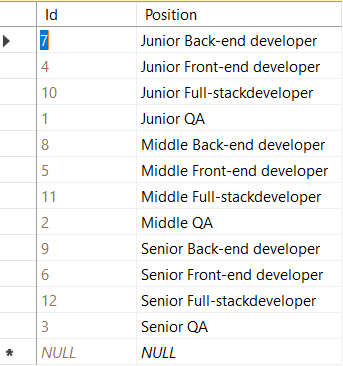 Id Position
7 Junior Back-end developer
4 Junior Front-end developer
10 Junior Full-stackdeveloper
1 Junior QA
8 Middle Back-end developer
5 Middle Front-end developer
11 Middle Full-stackdeveloper
2 Middle QA
9 Senior Back-end developer
6 Senior Front-end developer
12 Senior Full-stackdeveloper
3 Senior QA
* NULL NULL